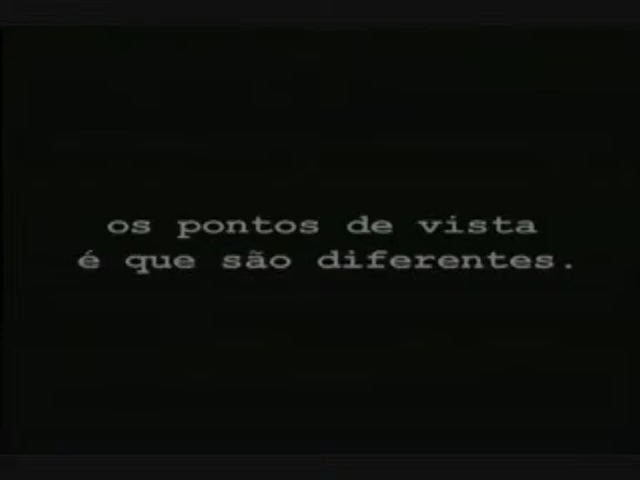 os pontos de vista
é que são diferentes.